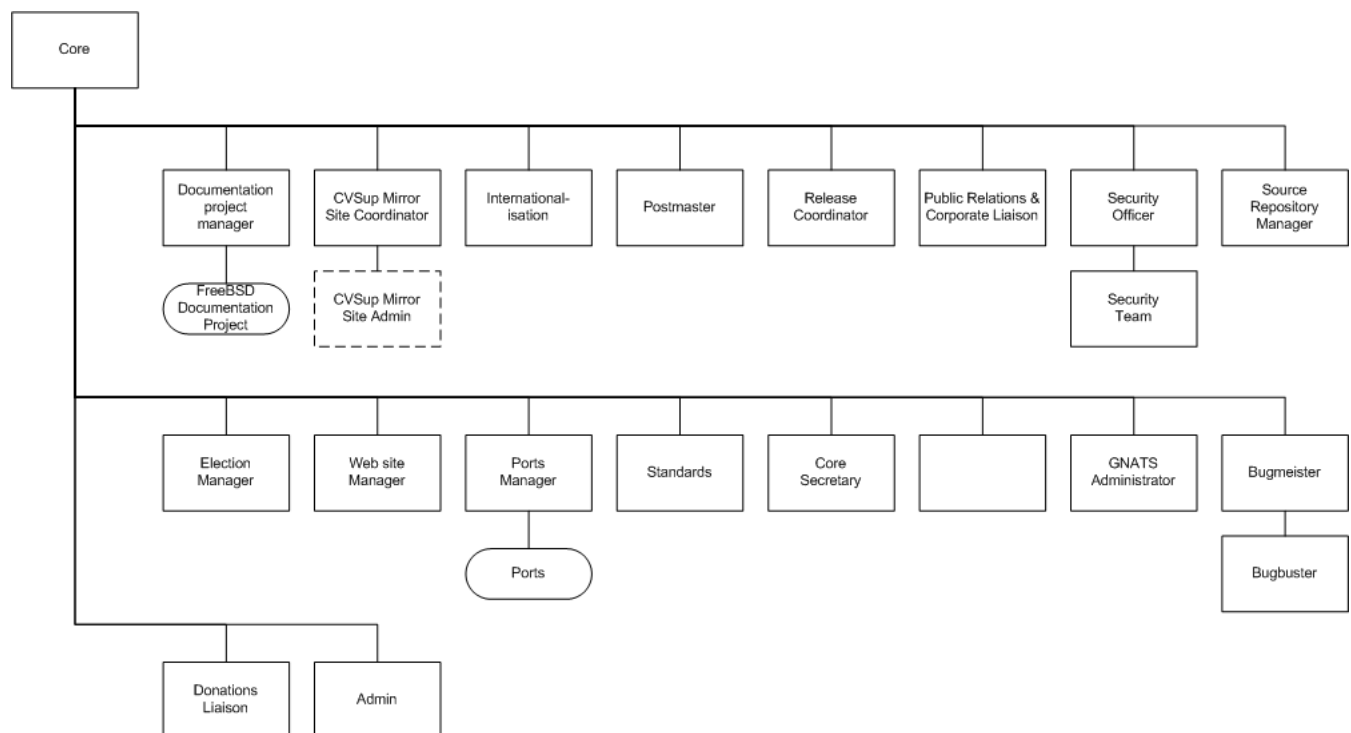 Core
Documentation
project
manager
CVSup Mirror
Site Coordinator
International-
isation
Postmaster
Release
Coordinator
Public Relations &
Corporate Liaison
Security
Officer
Source
Repository
Manager
FreeBSD
Documentation
Project
CVSup Mirror
Site Admin
Security
Team
Election
Manager
Web site
Manager
Ports
Manager
Standards
Core
Secretary
GNATS
Administrator
Bugmeister
Ports
Bugbuster
Donations
Liaison
Admin